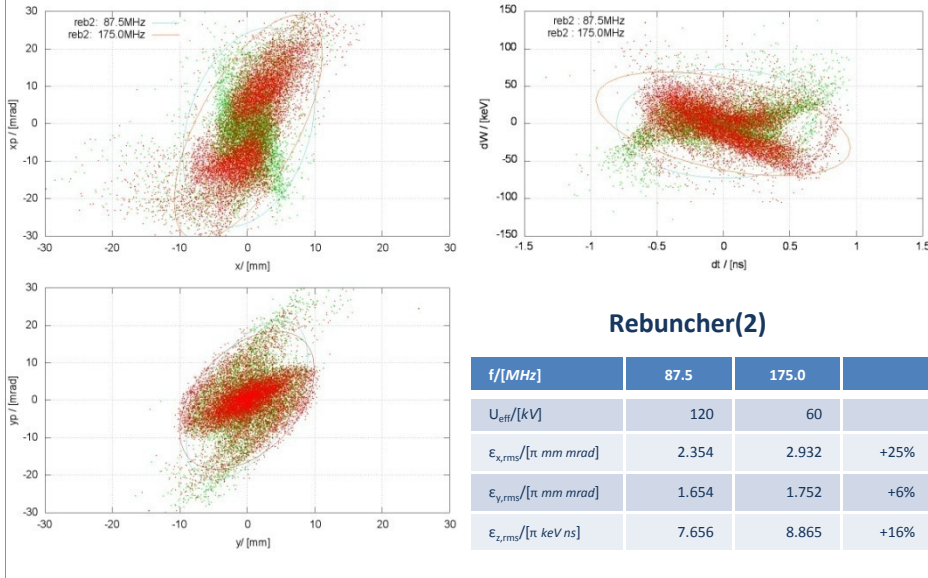 reb2: 87.5MHz
reb2: 175.0MHz
30
20
10
0
-10
-20
-30
xp / [mrad]
-30 -20 -10 0 10 20 30
x/ [mm]
reb2 : 87.5MHz
reb2 : 175.0MHz
150
100
50
0
-50
-100
-150
dW / [keV]
-1.5 -1 -0.5 0 0.5 1 1.5
dt / [ns]
30
20
10
0
-10
-20
-30
yp / [mrad]
-30 -20 -10 0 10 20 30
y/ [mm]
Rebuncher(2)
f/[MHz] 87.5 175.0
Ueff/[kV] 120 60
εx,rms/[π mm mrad] 2.354 2.932 +25%
εy,rms/[π mm mrad] 1.654 1.752 +6%
εz,rms/[π keV ns] 7.656 8.865 +16%